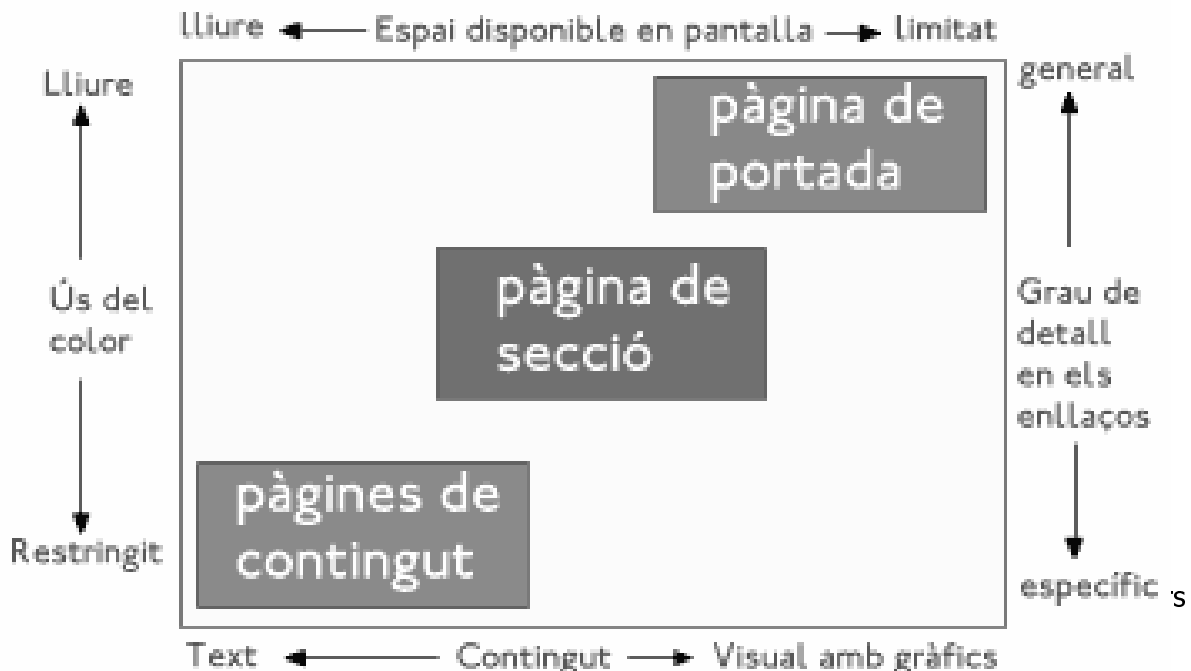 lliure Espai disponible en pantalla limitat
Lliure
general
pàgina de
portada
pàgina de
secció
Ús del
color
Grau de
detall
en els
enllaços
pàgines de
contingut
Restringit
específic
rs
Text Contingut Visual amb gràfics